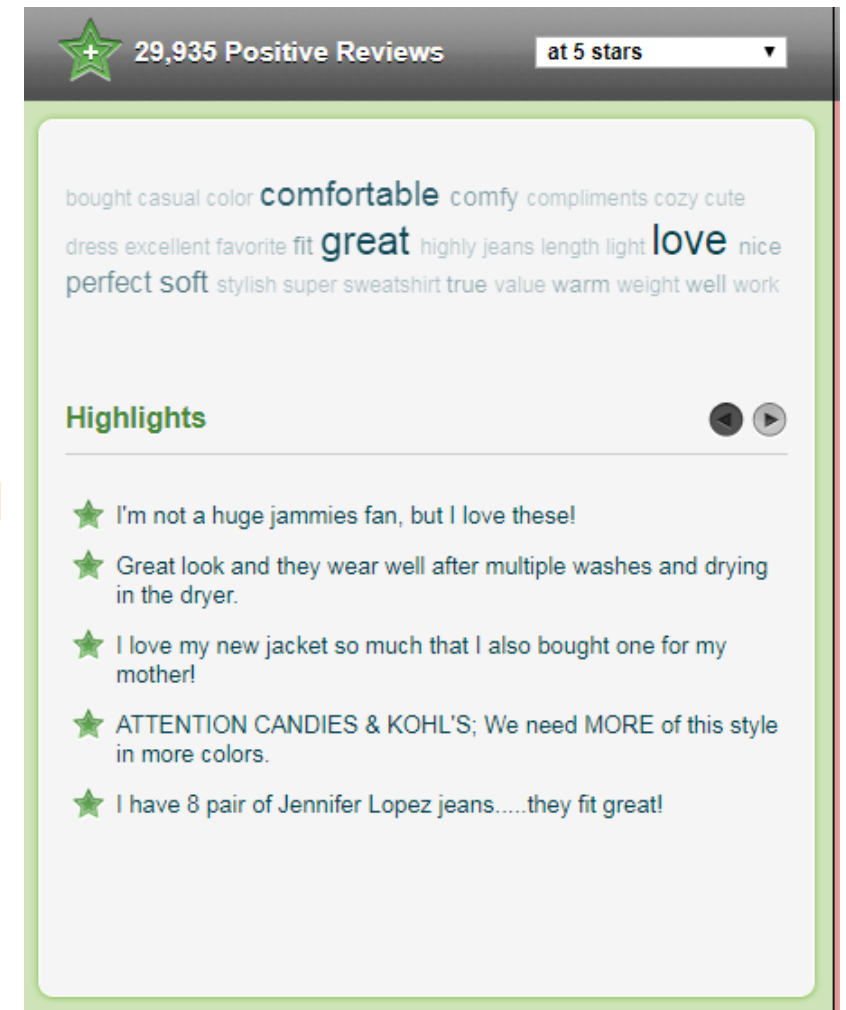 29,935 Positive Reviews
at 5 stars
bought casual color comfortable comfy compliments cozy cute
dress excellent favorite fit great highly jeans length light love nice
perfect soft stylish super sweatshirt true value warm weight well work
Highlights
I'm not a huge jammies fan, but I love these!
Great look and they wear well after multiple washes and drying
in the dryer.
I love my new jacket so much that I also bought one for my
mother!
ATTENTION CANDIES & KOHL'S; We need MORE of this style
in more colors.
I have 8 pair of Jennifer Lopez jeans.....they fit great!